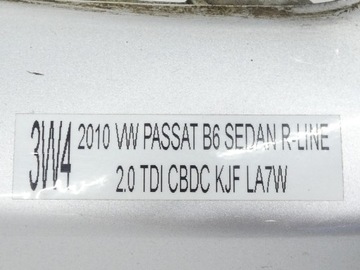 3W4
2010 VW PASSAT B6 SEDAN R-LINE
2.0 TDI CBDC KJF LA7W